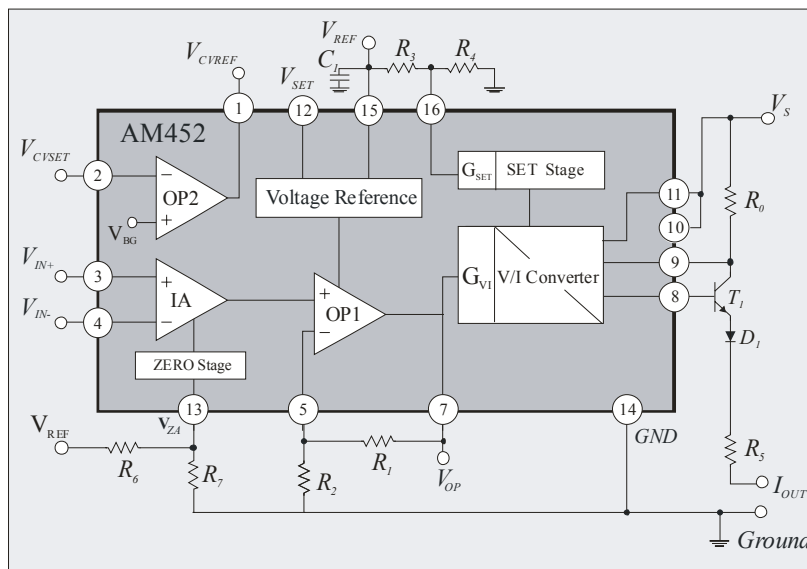 V_REF
V_CVREF
C_1
R_3
R_4
V_SET
1
12
15
16
V_S
AM452
V_CVSET
2
−
OP2
+
V_BG
Voltage Reference
G_SET
SET Stage
11
R_0
10
V_IN+
3
+
IA
G_VI
V/I Converter
9
V_IN-
4
−
+
OP1
−
8
T_1
D_1
ZERO Stage
13
5
7
14
V_ZA
GND
V_REF
R_6
R_7
R_2
R_1
V_OP
R_5
I_OUT
Ground